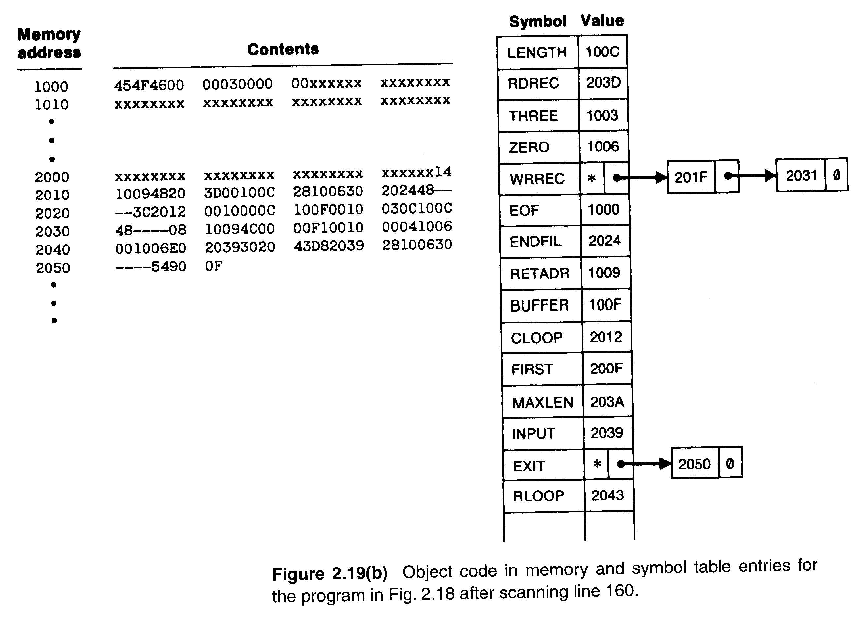 Memory address Contents
1000 454F4600 00030000 00xxxxxx xxxxxxxx
1010 xxxxxxxx xxxxxxxx xxxxxxxx xxxxxxxx
•
•
•
2000 xxxxxxxx xxxxxxxx xxxxxxxx xxxxxx14
2010 10094820 3D00100C 28100630 202448——
2020 ——3C2012 0010000C 100F0010 030C100C
2030 48————08 10094C00 00F10010 00041006
2040 001006E0 20393020 43D82039 28100630
2050 ————5490 0F
•
•
•
Symbol Value
LENGTH 100C
RDREC 203D
THREE 1003
ZERO 1006
WRREC * 201F 2031 0
EOF 1000
ENDFIL 2024
RETADR 1009
BUFFER 100F
CLOOP 2012
FIRST 200F
MAXLEN 203A
INPUT 2039
EXIT * 2050 0
RLOOP 2043
Figure 2.19(b) Object code in memory and symbol table entries for
the program in Fig. 2.18 after scanning line 160.